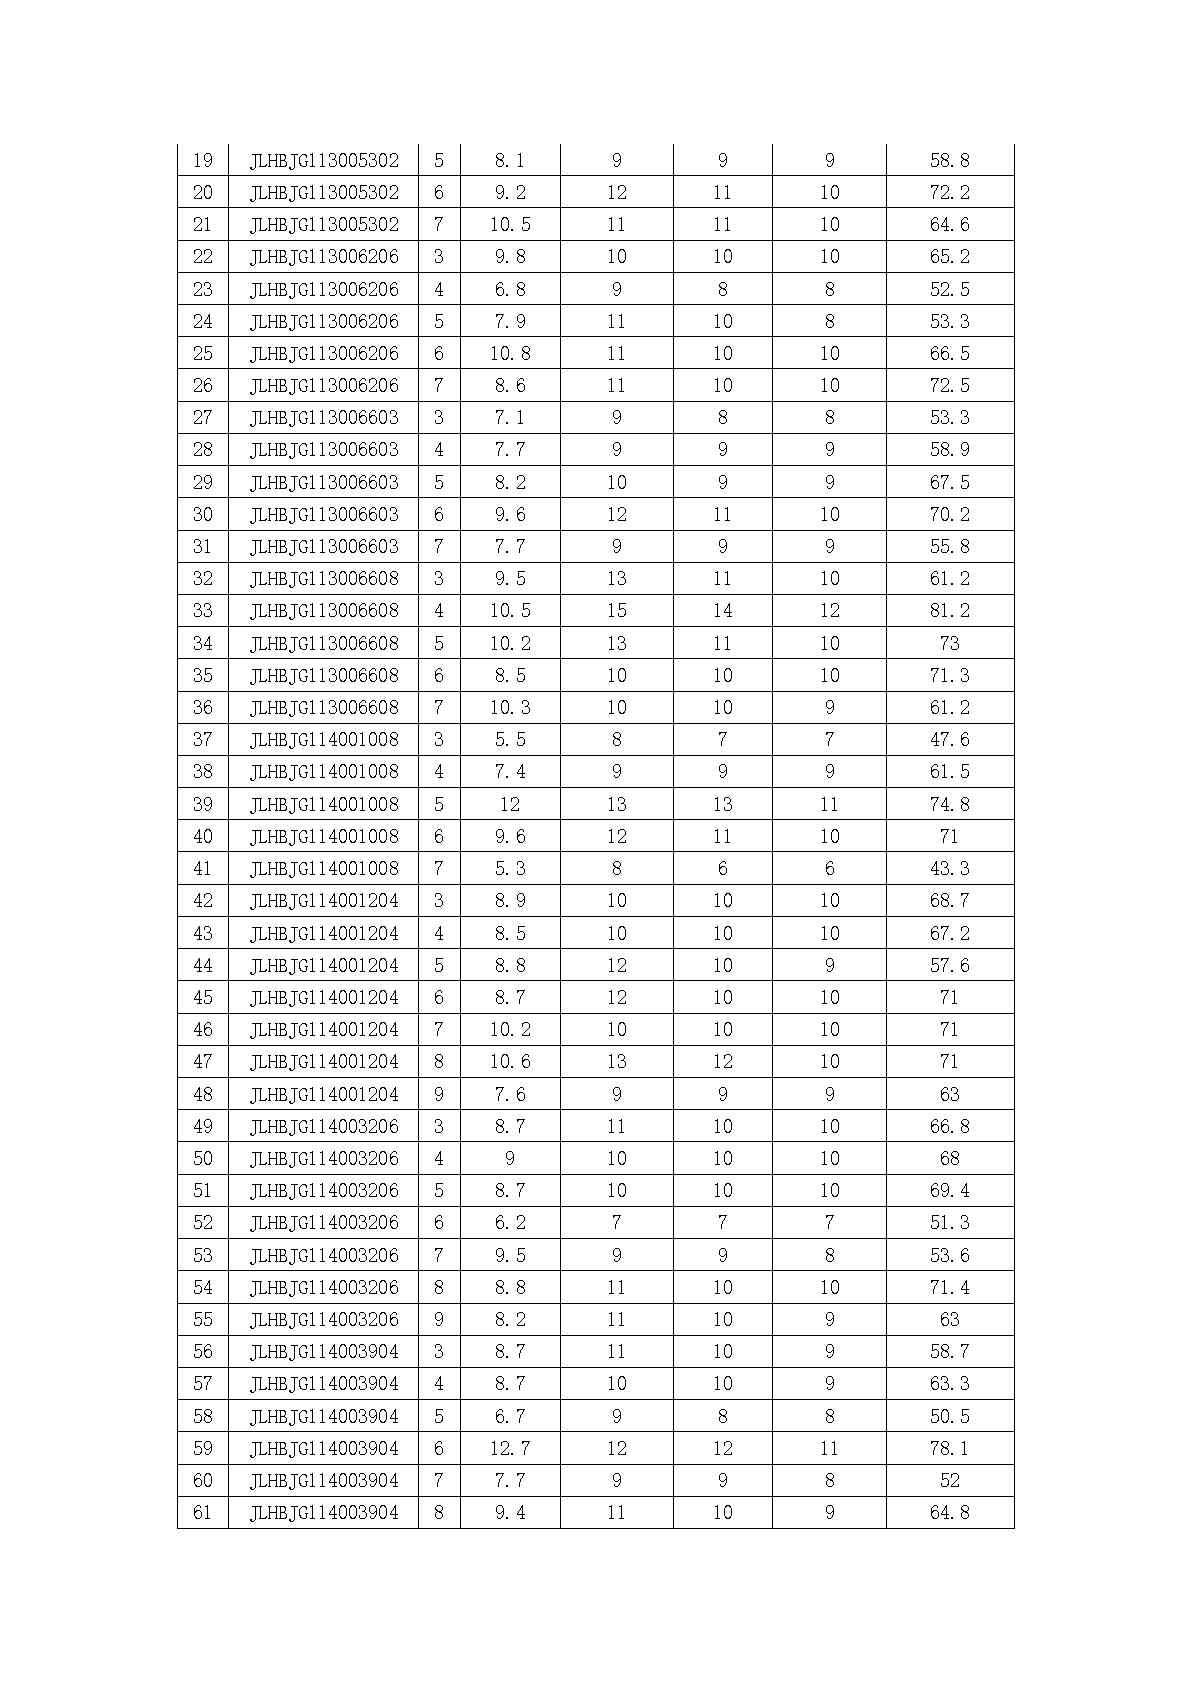 19 JLHBJG113005302 5 8.1 9 9 9 58.8
20 JLHBJG113005302 6 9.2 12 11 10 72.2
21 JLHBJG113005302 7 10.5 11 11 10 64.6
22 JLHBJG113006206 3 9.8 10 10 10 65.2
23 JLHBJG113006206 4 6.8 9 8 8 52.5
24 JLHBJG113006206 5 7.9 11 10 8 53.3
25 JLHBJG113006206 6 10.8 11 10 10 66.5
26 JLHBJG113006206 7 8.6 11 10 10 72.5
27 JLHBJG113006603 3 7.1 9 8 8 53.3
28 JLHBJG113006603 4 7.7 9 9 9 58.9
29 JLHBJG113006603 5 8.2 10 9 9 67.5
30 JLHBJG113006603 6 9.6 12 11 10 70.2
31 JLHBJG113006603 7 7.7 9 9 9 55.8
32 JLHBJG113006608 3 9.5 13 11 10 61.2
33 JLHBJG113006608 4 10.5 15 14 12 81.2
34 JLHBJG113006608 5 10.2 13 11 10 73
35 JLHBJG113006608 6 8.5 10 10 10 71.3
36 JLHBJG113006608 7 10.3 10 10 9 61.2
37 JLHBJG114001008 3 5.5 8 7 7 47.6
38 JLHBJG114001008 4 7.4 9 9 9 61.5
39 JLHBJG114001008 5 12 13 13 11 74.8
40 JLHBJG114001008 6 9.6 12 11 10 71
41 JLHBJG114001008 7 5.3 8 6 6 43.3
42 JLHBJG114001204 3 8.9 10 10 10 68.7
43 JLHBJG114001204 4 8.5 10 10 10 67.2
44 JLHBJG114001204 5 8.8 12 10 9 57.6
45 JLHBJG114001204 6 8.7 12 10 10 71
46 JLHBJG114001204 7 10.2 10 10 10 71
47 JLHBJG114001204 8 10.6 13 12 10 71
48 JLHBJG114001204 9 7.6 9 9 9 63
49 JLHBJG114003206 3 8.7 11 10 10 66.8
50 JLHBJG114003206 4 9 10 10 10 68
51 JLHBJG114003206 5 8.7 10 10 10 69.4
52 JLHBJG114003206 6 6.2 7 7 7 51.3
53 JLHBJG114003206 7 9.5 9 9 8 53.6
54 JLHBJG114003206 8 8.8 11 10 10 71.4
55 JLHBJG114003206 9 8.2 11 10 9 63
56 JLHBJG114003904 3 8.7 11 10 9 58.7
57 JLHBJG114003904 4 8.7 10 10 9 63.3
58 JLHBJG114003904 5 6.7 9 8 8 50.5
59 JLHBJG114003904 6 12.7 12 12 11 78.1
60 JLHBJG114003904 7 7.7 9 9 8 52
61 JLHBJG114003904 8 9.4 11 10 9 64.8